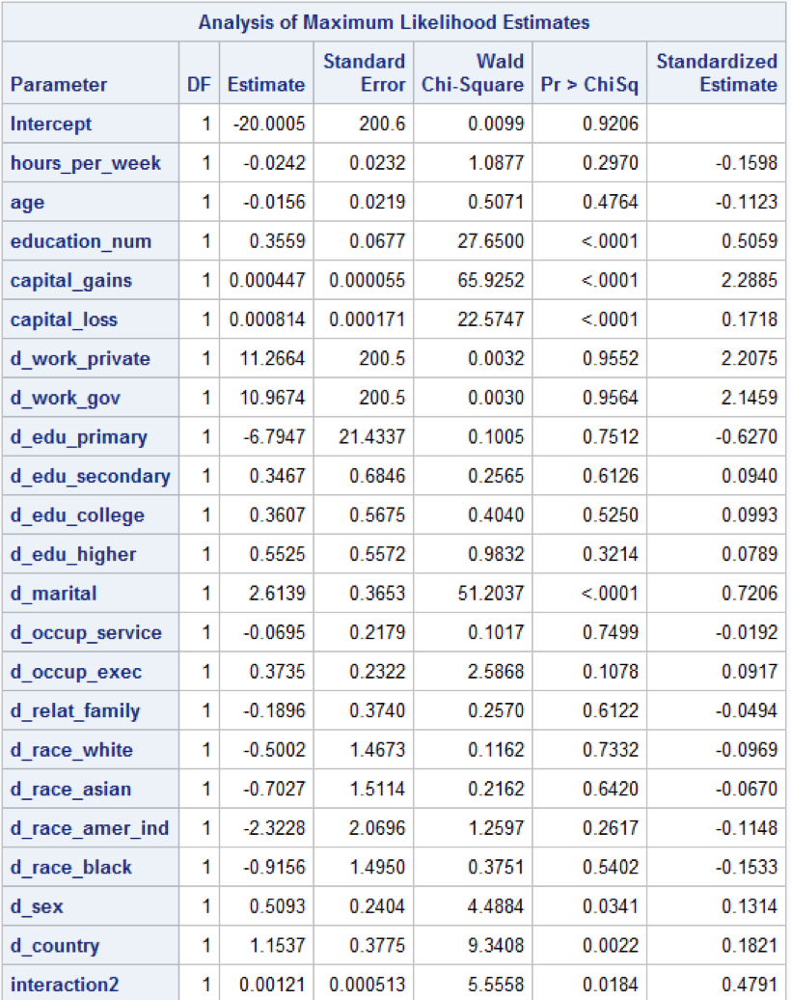 Analysis of Maximum Likelihood Estimates
Parameter DF Estimate Standard Error Wald Chi-Square Pr > ChiSq Standardized Estimate
Intercept 1 -20.0005 200.6 0.0099 0.9206
hours_per_week 1 -0.0242 0.0232 1.0877 0.2970 -0.1598
age 1 -0.0156 0.0219 0.5071 0.4764 -0.1123
education_num 1 0.3559 0.0677 27.6500 <.0001 0.5059
capital_gains 1 0.000447 0.000055 65.9252 <.0001 2.2885
capital_loss 1 0.000814 0.000171 22.5747 <.0001 0.1718
d_work_private 1 11.2664 200.5 0.0032 0.9552 2.2075
d_work_gov 1 10.9674 200.5 0.0030 0.9564 2.1459
d_edu_primary 1 -6.7947 21.4337 0.1005 0.7512 -0.6270
d_edu_secondary 1 0.3467 0.6846 0.2565 0.6126 0.0940
d_edu_college 1 0.3607 0.5675 0.4040 0.5250 0.0993
d_edu_higher 1 0.5525 0.5572 0.9832 0.3214 0.0789
d_marital 1 2.6139 0.3653 51.2037 <.0001 0.7206
d_occup_service 1 -0.0695 0.2179 0.1017 0.7499 -0.0192
d_occup_exec 1 0.3735 0.2322 2.5868 0.1078 0.0917
d_relat_family 1 -0.1896 0.3740 0.2570 0.6122 -0.0494
d_race_white 1 -0.5002 1.4673 0.1162 0.7332 -0.0969
d_race_asian 1 -0.7027 1.5114 0.2162 0.6420 -0.0670
d_race_amer_ind 1 -2.3228 2.0696 1.2597 0.2617 -0.1148
d_race_black 1 -0.9156 1.4950 0.3751 0.5402 -0.1533
d_sex 1 0.5093 0.2404 4.4884 0.0341 0.1314
d_country 1 1.1537 0.3775 9.3408 0.0022 0.1821
interaction2 1 0.00121 0.000513 5.5558 0.0184 0.4791